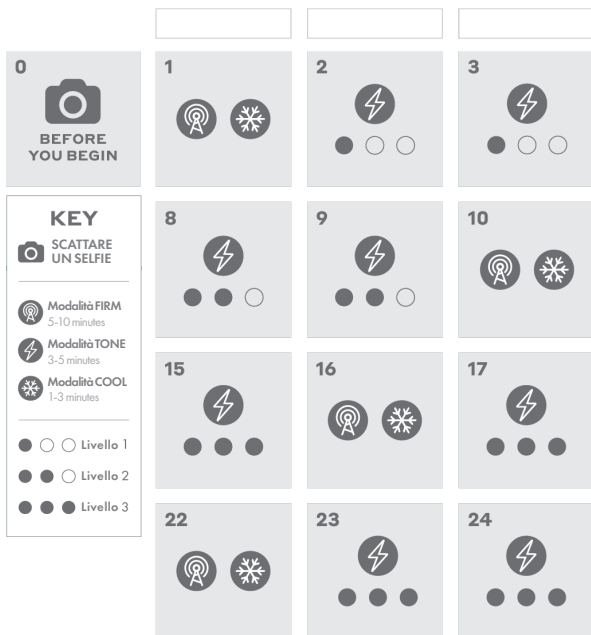 0
BEFORE
YOU BEGIN
1
2
3
KEY
SCATTARE
UN SELFIE
Modalità FIRM
5-10 minutes
Modalità TONE
3-5 minutes
Modalità COOL
1-3 minutes
Livello 1
Livello 2
Livello 3
8
9
10
15
16
17
22
23
24